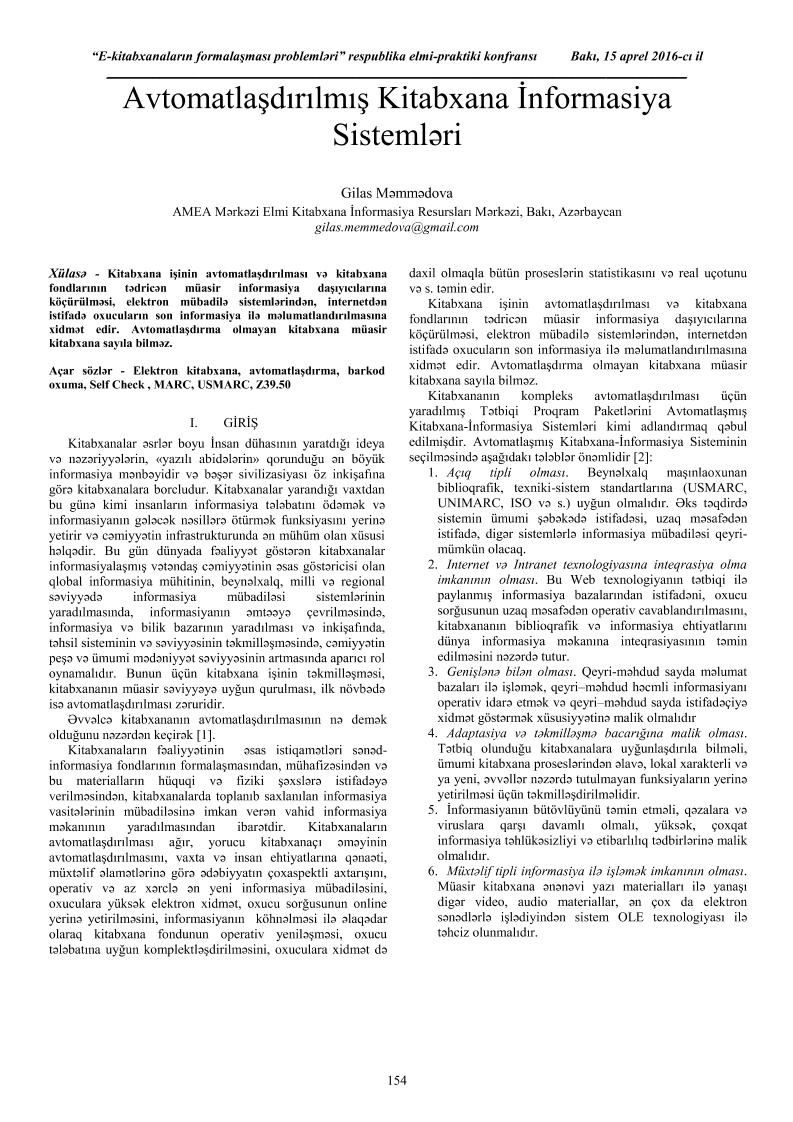 “E-kitabxanaların formalaşması problemləri” respublika elmi-praktiki konfransı Bakı, 15 aprel 2016-cı il
Avtomatlaşdırılmış Kitabxana İnformasiya
Sistemləri
Gilas Məmmədova
AMEA Mərkəzi Elmi Kitabxana İnformasiya Resursları Mərkəzi, Bakı, Azərbaycan
gilas.memmedova@gmail.com
Xülasə - Kitabxana işinin avtomatlaşdırılması və kitabxana
fondlarının tədricən müasir informasiya daşıyıcılarına
köçürülməsi, elektron mübadilə sistemlərindən, internetdən
istifadə oxucuların son informasiya ilə məlumatlandırılmasına
xidmət edir. Avtomatlaşdırma olmayan kitabxana müasir
kitabxana sayıla bilməz.
Açar sözlər - Elektron kitabxana, avtomatlaşdırma, barkod
oxuma, Self Check , MARC, USMARC, Z39.50
I. GİRİŞ
Kitabxanalar əsrlər boyu İnsan dühasının yaratdığı ideya
və nəzəriyyələrin, «yazılı abidələrin» qorunduğu ən böyük
informasiya mənbəyidir və bəşər sivilizasiyası öz inkişafına
görə kitabxanalara borcludur. Kitabxanalar yarandığı vaxtdan
bu günə kimi insanların informasiya tələbatını ödəmək və
informasiyanın gələcək nəsillərə ötürmək funksiyasını yerinə
yetirir və cəmiyyətin infrastrukturunda ən mühüm olan xüsusi
həlqədir. Bu gün dünyada fəaliyyət göstərən kitabxanalar
informasiyalaşmış vətəndaş cəmiyyətinin əsas göstəricisi olan
qlobal informasiya mühitinin, beynəlxalq, milli və regional
səviyyədə informasiya mübadiləsi sistemlərinin
yaradılmasında, informasiyanın əmtəəyə çevrilməsində,
informasiya və bilik bazarının yaradılması və inkişafında,
təhsil sisteminin və səviyyəsinin təkmilləşməsində, cəmiyyətin
peşə və ümumi mədəniyyət səviyyəsinin artmasında aparıcı rol
oynamalıdır. Bunun üçün kitabxana işinin təkmilləşməsi,
kitabxananın müasir səviyyəyə uyğun qurulması, ilk növbədə
isə avtomatlaşdırılması zəruridir.
Əvvəlcə kitabxananın avtomatlaşdırılmasının nə demək
olduğunu nəzərdən keçirək [1].
Kitabxanaların fəaliyyətinin əsas istiqamətləri sənəd-
informasiya fondlarının formalaşmasından, mühafizəsindən və
bu materialların hüquqi və fiziki şəxslərə istifadəyə
verilməsindən, kitabxanalarda toplanıb saxlanılan informasiya
vasitələrinin mübadiləsinə imkan verən vahid informasiya
məkanının yaradılmasından ibarətdir. Kitabxanaların
avtomatlaşdırılması ağır, yorucu kitabxanaçı əməyinin
avtomatlaşdırılmasını, vaxta və insan ehtiyatlarına qənaəti,
müxtəlif əlamətlərinə görə ədəbiyyatın çoxaspektli axtarışını,
operativ və az xərclə ən yeni informasiya mübadiləsini,
oxuculara yüksək elektron xidmət, oxucu sorğusunun online
yerinə yetirilməsini, informasiyanın köhnəlməsi ilə əlaqədar
olaraq kitabxana fondunun operativ yeniləşməsi, oxucu
tələbatına uyğun komplektləşdirilməsini, oxuculara xidmət də
daxil olmaqla bütün proseslərin statistikasını və real uçotunu
və s. təmin edir.
Kitabxana işinin avtomatlaşdırılması və kitabxana
fondlarının tədricən müasir informasiya daşıyıcılarına
köçürülməsi, elektron mübadilə sistemlərindən, internetdən
istifadə oxucuların son informasiya ilə məlumatlandırılmasına
xidmət edir. Avtomatlaşdırma olmayan kitabxana müasir
kitabxana sayıla bilməz.
Kitabxananın kompleks avtomatlaşdırılması üçün
yaradılmış Tətbiqi Proqram Paketlərini Avtomatlaşmış
Kitabxana-İnformasiya Sistemləri kimi adlandırmaq qəbul
edilmişdir. Avtomatlaşmış Kitabxana-İnformasiya Sisteminin
seçilməsində aşağıdakı tələblər önəmlidir [2]:
1. Açıq tipli olması. Beynəlxalq maşınlaoxunan
biblioqrafik, texniki-sistem standartlarına (USMARC,
UNIMARC, ISO və s.) uyğun olmalıdır. Əks təqdirdə
sistemin ümumi şəbəkədə istifadəsi, uzaq məsafədən
istifadə, digər sistemlərlə informasiya mübadiləsi qeyri-
mümkün olacaq.
2. Internet və Intranet texnologiyasına inteqrasiya olma
imkanının olması. Bu Web texnologiyanın tətbiqi ilə
paylanmış informasiya bazalarından istifadəni, oxucu
sorğusunun uzaq məsafədən operativ cavablandırılmasını,
kitabxananın biblioqrafik və informasiya ehtiyatlarını
dünya informasiya məkanına inteqrasiyasının təmin
edilməsini nəzərdə tutur.
3. Genişlənə bilən olması. Qeyri-məhdud sayda məlumat
bazaları ilə işləmək, qeyri–məhdud həcmli informasiyanı
operativ idarə etmək və qeyri–məhdud sayda istifadəçiyə
xidmət göstərmək xüsusiyyətinə malik olmalıdır
4. Adaptasiya və təkmilləşmə bacarığına malik olması.
Tətbiq olunduğu kitabxanalara uyğunlaşdırıla bilməli,
ümumi kitabxana proseslərindən əlavə, lokal xarakterli və
ya yeni, əvvəllər nəzərdə tutulmayan funksiyaların yerinə
yetirilməsi üçün təkmilləşdirilməlidir.
5. İnformasiyanın bütövlüyünü təmin etməli, qəzalara və
viruslara qarşı davamlı olmalı, yüksək, çoxqat
informasiya təhlükəsizliyi və etibarlılıq tədbirlərinə malik
olmalıdır.
6. Müxtəlif tipli informasiya ilə işləmək imkanının olması.
Müasir kitabxana ənənəvi yazı materialları ilə yanaşı
digər video, audio materiallar, ən çox da elektron
sənədlərlə işlədiyindən sistem OLE texnologiyası ilə
təhciz olunmalıdır.
154